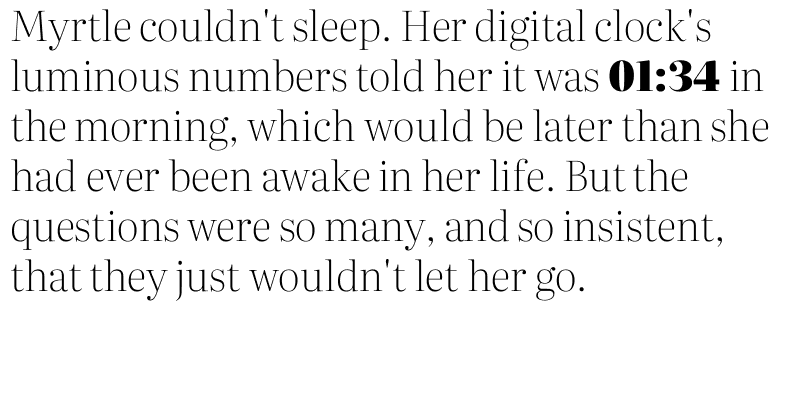 Myrtle couldn't sleep. Her digital clock's
luminous numbers told her it was 01:34 in
the morning, which would be later than she
had ever been awake in her life. But the
questions were so many, and so insistent,
that they just wouldn't let her go.